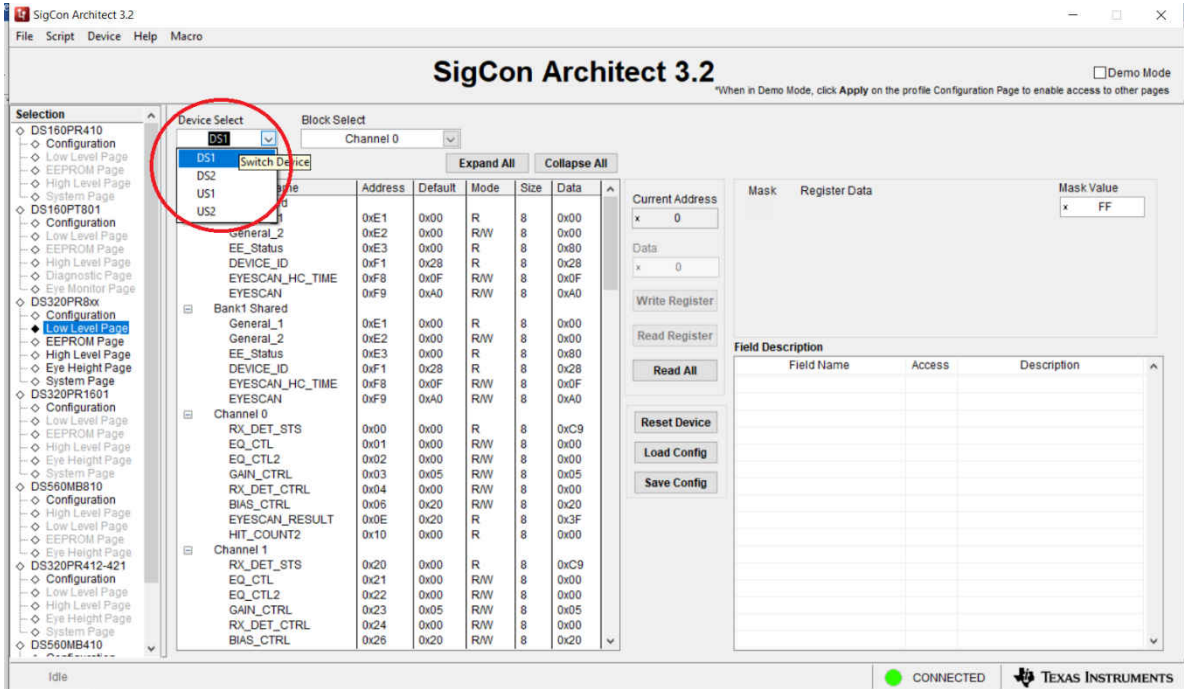 SigCon Architect 3.2
File Script Device Help Macro
SigCon Architect 3.2
Demo Mode
*When in Demo Mode, click Apply on the profile Configuration Page to enable access to other pages
Selection
DS160PR410
Configuration
Low Level Page
EEPROM Page
High Level Page
System Page
DS160PT801
Configuration
Low Level Page
EEPROM Page
High Level Page
Diagnostic Page
Eye Monitor Page
DS320PR8xx
Configuration
Low Level Page
EEPROM Page
High Level Page
Eye Height Page
System Page
DS320PR1601
Configuration
Low Level Page
EEPROM Page
High Level Page
Eye Height Page
System Page
DS560MB810
Configuration
High Level Page
Low Level Page
EEPROM Page
Eye Height Page
DS320PR412-421
Configuration
Low Level Page
High Level Page
Eye Height Page
System Page
DS560MB410
Device Select Block Select
DS1 Channel 0
DS1
DS2
US1
US2
Switch Device
Expand All Collapse All
Address Default Mode Size Data
0xE1 0x00 R 8 0x00
General_2 0xE2 0x00 R/W 8 0x00
EE_Status 0xE3 0x00 R 8 0x80
DEVICE_ID 0xF1 0x28 R 8 0x28
EYESCAN_HC_TIME 0xF8 0x0F R/W 8 0x0F
EYESCAN 0xF9 0xA0 R/W 8 0xA0
Bank1 Shared
General_1 0xE1 0x00 R 8 0x00
General_2 0xE2 0x00 R/W 8 0x00
EE_Status 0xE3 0x00 R 8 0x80
DEVICE_ID 0xF1 0x28 R 8 0x28
EYESCAN_HC_TIME 0xF8 0x0F R/W 8 0x0F
EYESCAN 0xF9 0xA0 R/W 8 0xA0
Channel 0
RX_DET_STS 0x00 0x00 R 8 0xC9
EQ_CTL 0x01 0x00 R/W 8 0x00
EQ_CTL2 0x02 0x00 R/W 8 0x00
GAIN_CTRL 0x03 0x05 R/W 8 0x05
RX_DET_CTRL 0x04 0x00 R/W 8 0x00
BIAS_CTRL 0x06 0x20 R/W 8 0x20
EYESCAN_RESULT 0x0E 0x20 R 8 0x3F
HIT_COUNT2 0x10 0x00 R 8 0x00
Channel 1
RX_DET_STS 0x20 0x00 R 8 0xC9
EQ_CTL 0x21 0x00 R/W 8 0x00
EQ_CTL2 0x22 0x00 R/W 8 0x00
GAIN_CTRL 0x23 0x05 R/W 8 0x05
RX_DET_CTRL 0x24 0x00 R/W 8 0x00
BIAS_CTRL 0x26 0x20 R/W 8 0x20
Current Address
x 0
Data
x 0
Write Register
Read Register
Read All
Reset Device
Load Config
Save Config
Mask Register Data Mask Value
x FF
Field Description
Field Name Access Description
Idle
CONNECTED
TEXAS INSTRUMENTS